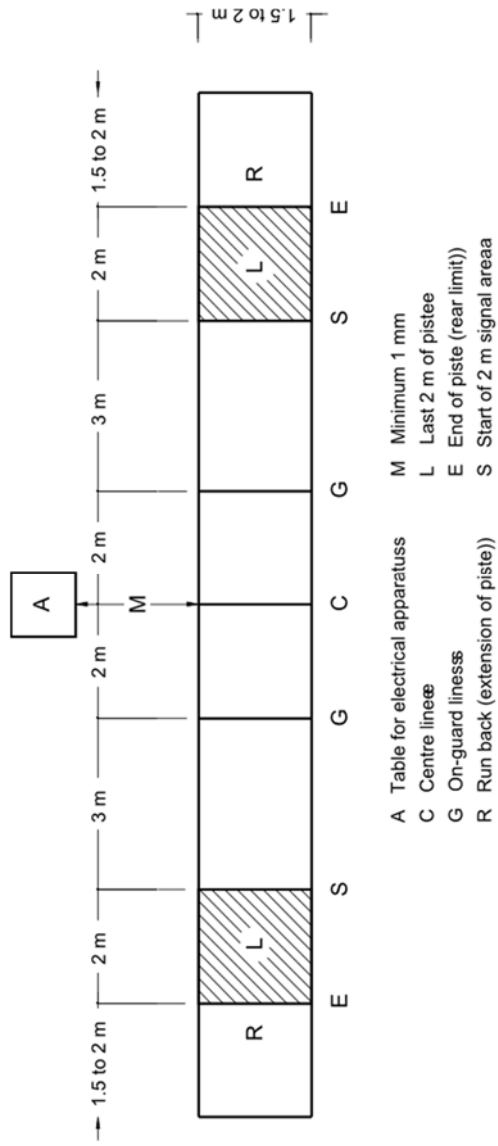 A
1.5 to 2 m 2 m 3 m 2 m 2 m 3 m 2 m 1.5 to 2 m
M
R L L R
1.5 to 2 m
E S G C G S E
A Table for electrical apparatuss
C Centre lineee
G On-guard linesss
R Run back (extension of piste))
M Minimum 1 mm
L Last 2 m of pistee
E End of piste (rear limit))
S Start of 2 m signal areaa